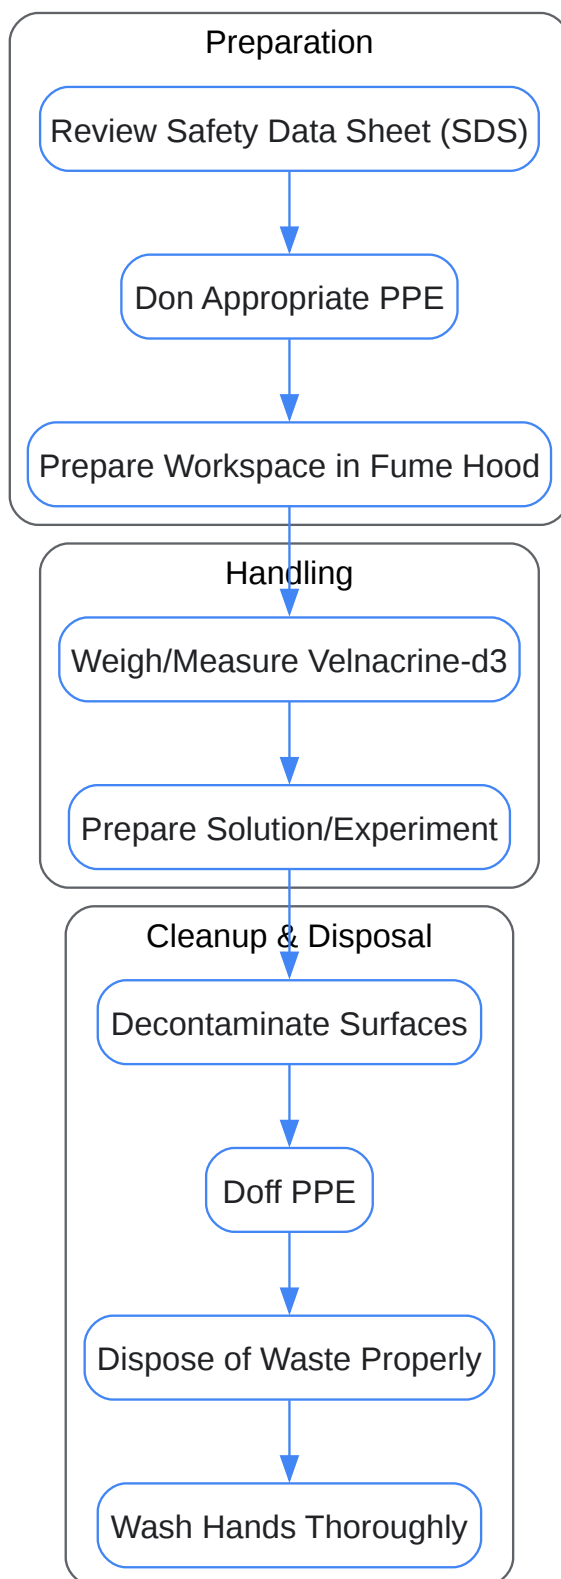 Preparation
Review Safety Data Sheet (SDS)
Don Appropriate PPE
Prepare Workspace in Fume Hood
Handling
Weigh/Measure Velnacrine-d3
Prepare Solution/Experiment
Cleanup & Disposal
Decontaminate Surfaces
Doff PPE
Dispose of Waste Properly
Wash Hands Thoroughly